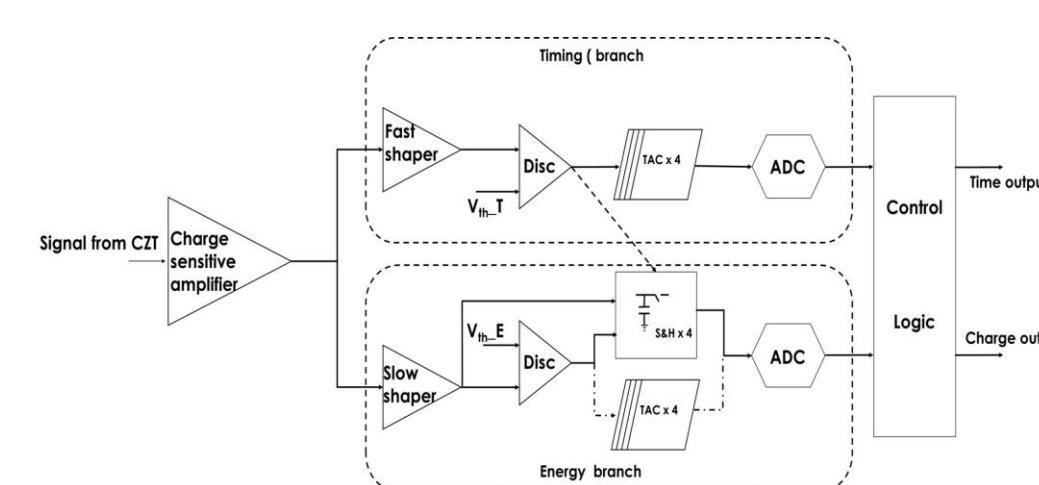 Timing ( branch
Fast
shaper
Disc
V_th_T
TAC x 4
ADC
Control
Logic
Time outpu
Signal from CZT
Charge
sensitive
amplifier
S&H x 4
V_th_E
Disc
Slow
shaper
TAC x 4
ADC
Charge out
Energy branch